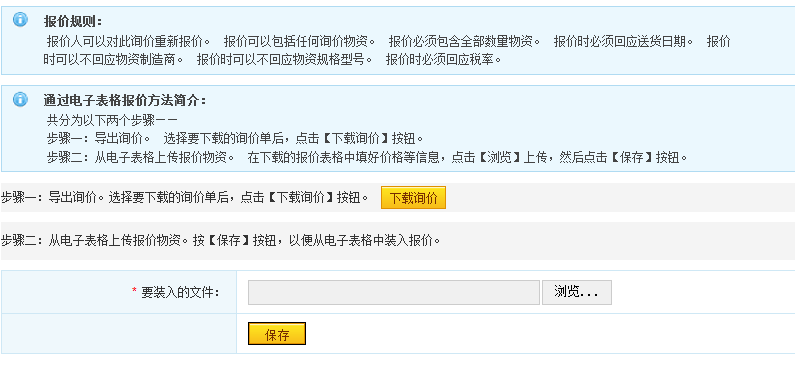 报价规则：
报价人可以对此询价重新报价。 报价可以包括任何询价物资。 报价必须包含全部数量物资。 报价时必须回应送货日期。 报价
时可以不回应物资制造商。 报价时可以不回应物资规格型号。 报价时必须回应税率。
通过电子表格报价方法简介：
共分为以下两个步骤－－
步骤一：导出询价。 选择要下载的询价单后，点击【下载询价】按钮。
步骤二：从电子表格上传报价物资。 在下载的报价表格中填好价格等信息，点击【浏览】上传，然后点击【保存】按钮。
步骤一：导出询价。选择要下载的询价单后，点击【下载询价】按钮。 下载询价
步骤二：从电子表格上传报价物资。按【保存】按钮，以便从电子表格中装入报价。
* 要装入的文件： 浏览...
保存